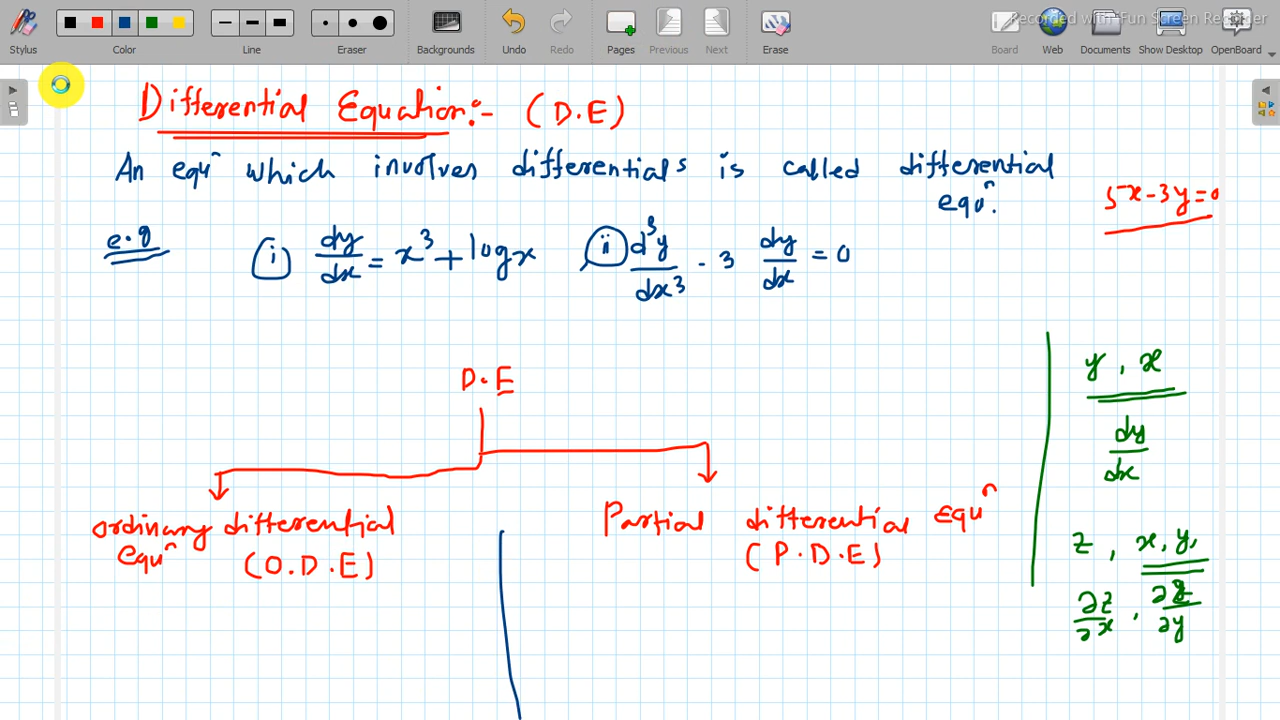 Stylus Color Line Eraser Backgrounds Undo Redo Pages Previous Next Erase Board Web Documents Show Desktop OpenBoard
Recorded with Fun Screen Recorder
Differential Equation:- (D.E)
An equⁿ which involves differentials is called differential
equⁿ.
5x-3y=0
e.g (i) dy/dx = x³ + log x (ii) d³y/dx³ - 3 dy/dx = 0
D.E
ordinary differential
equⁿ (O.D.E)
Partial differential Equⁿ
(P.D.E)
y, x
dy/dx
z, x, y,
∂z/∂x, ∂z/∂y